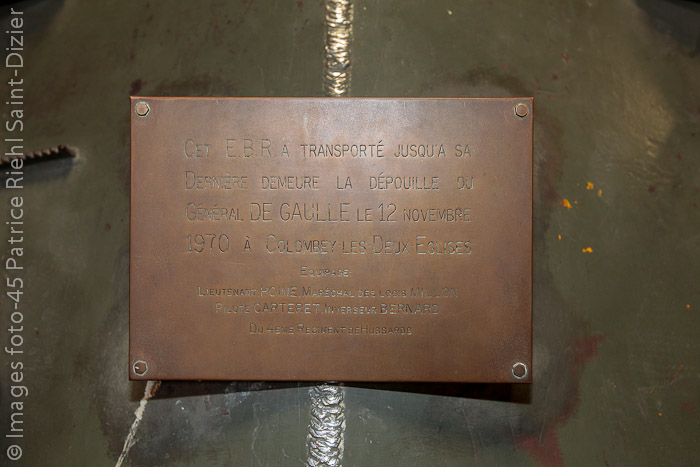 CET E.B.R. A TRANSPORTÉ JUSQU'A SA
DERNIÈRE DEMEURE LA DÉPOUILLE DU
GÉNÉRAL DE GAULLE LE 12 NOVEMBRE
1970 À COLOMBEY-LES-DEUX EGLISES
EQUIPAGE
LIEUTENANT MARÉCHAL DES LOGIS
PILOTE CARTERET, INVERSEUR BERNARD
DU REGIMENT DE HUSSARDS
© Images foto-45 Patrice Riehl Saint-Dizier